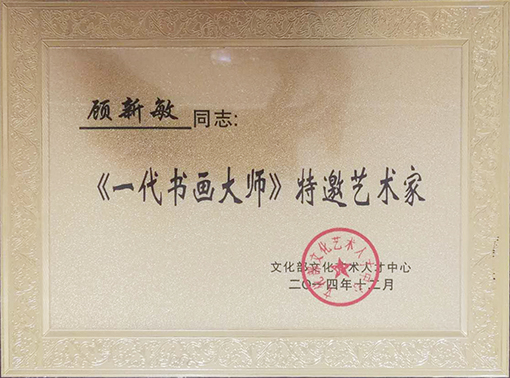 顾新敏同志:
《一代书画大师》特邀艺术家
文化部文化艺术人才中心
二〇一四年十二月